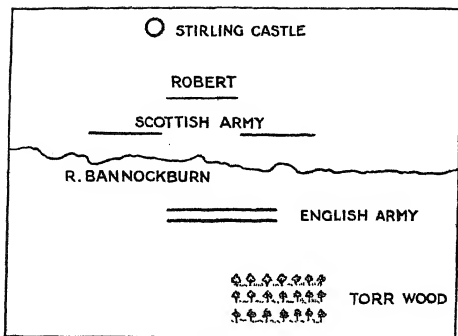 STIRLING CASTLE
ROBERT
SCOTTISH ARMY
R. BANNOCKBURN
ENGLISH ARMY
TORR WOOD